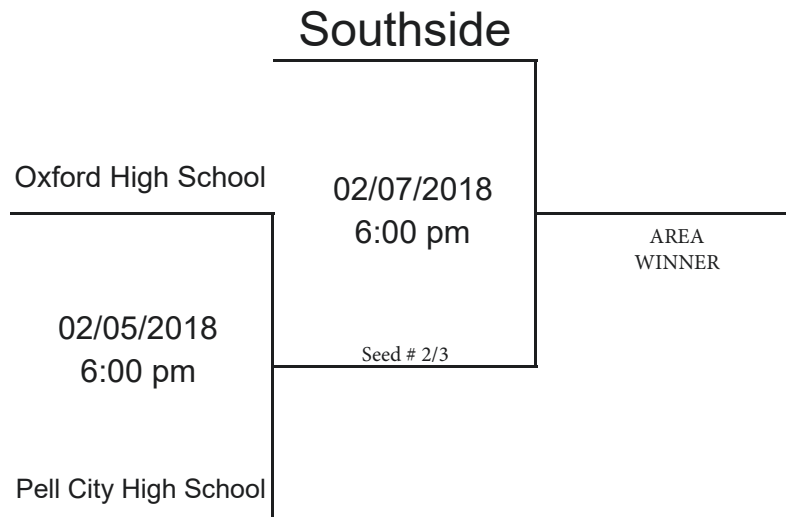 Southside
Oxford High School
02/07/2018
6:00 pm
AREA
WINNER
02/05/2018
6:00 pm
Seed # 2/3
Pell City High School